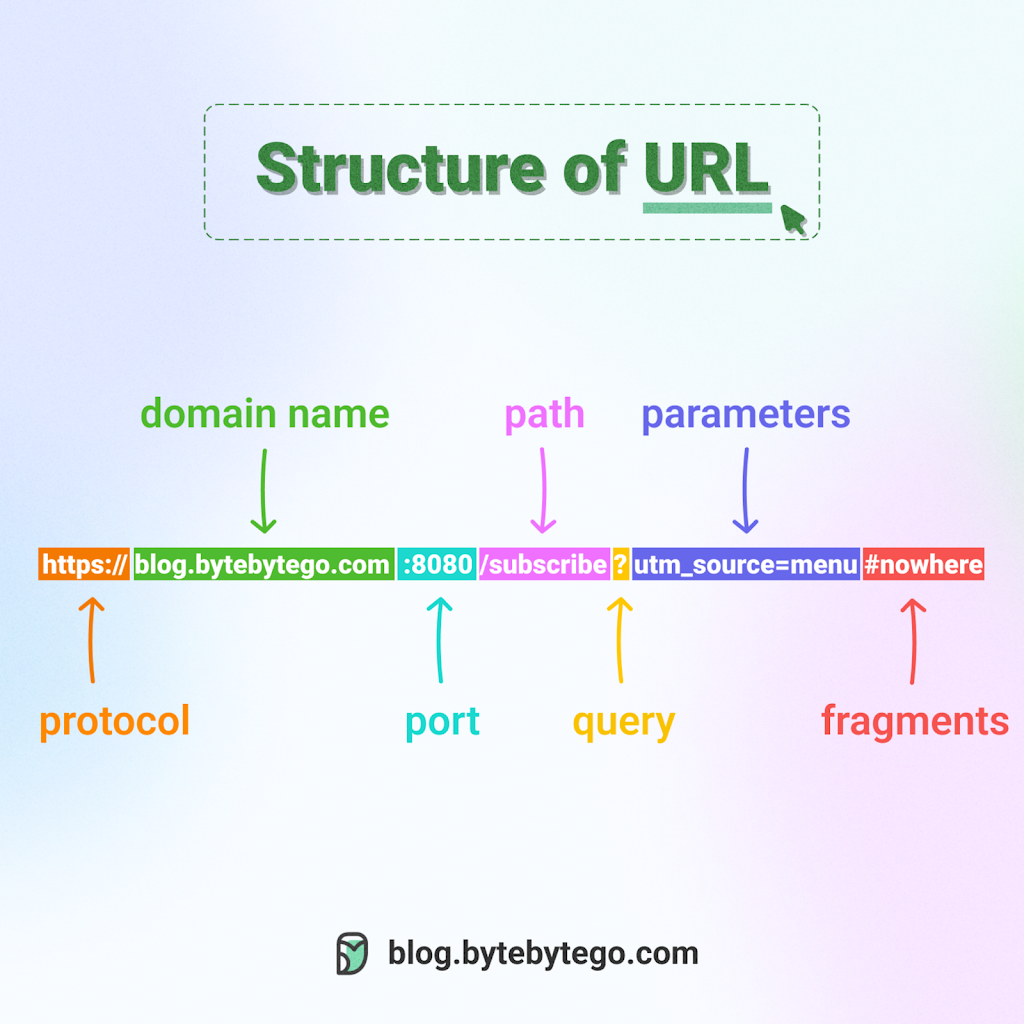 Structure of URL
domain name path parameters
https:// blog.bytebytego.com :8080 /subscribe ? utm_source=menu #nowhere
protocol port query fragments
blog.bytebytego.com